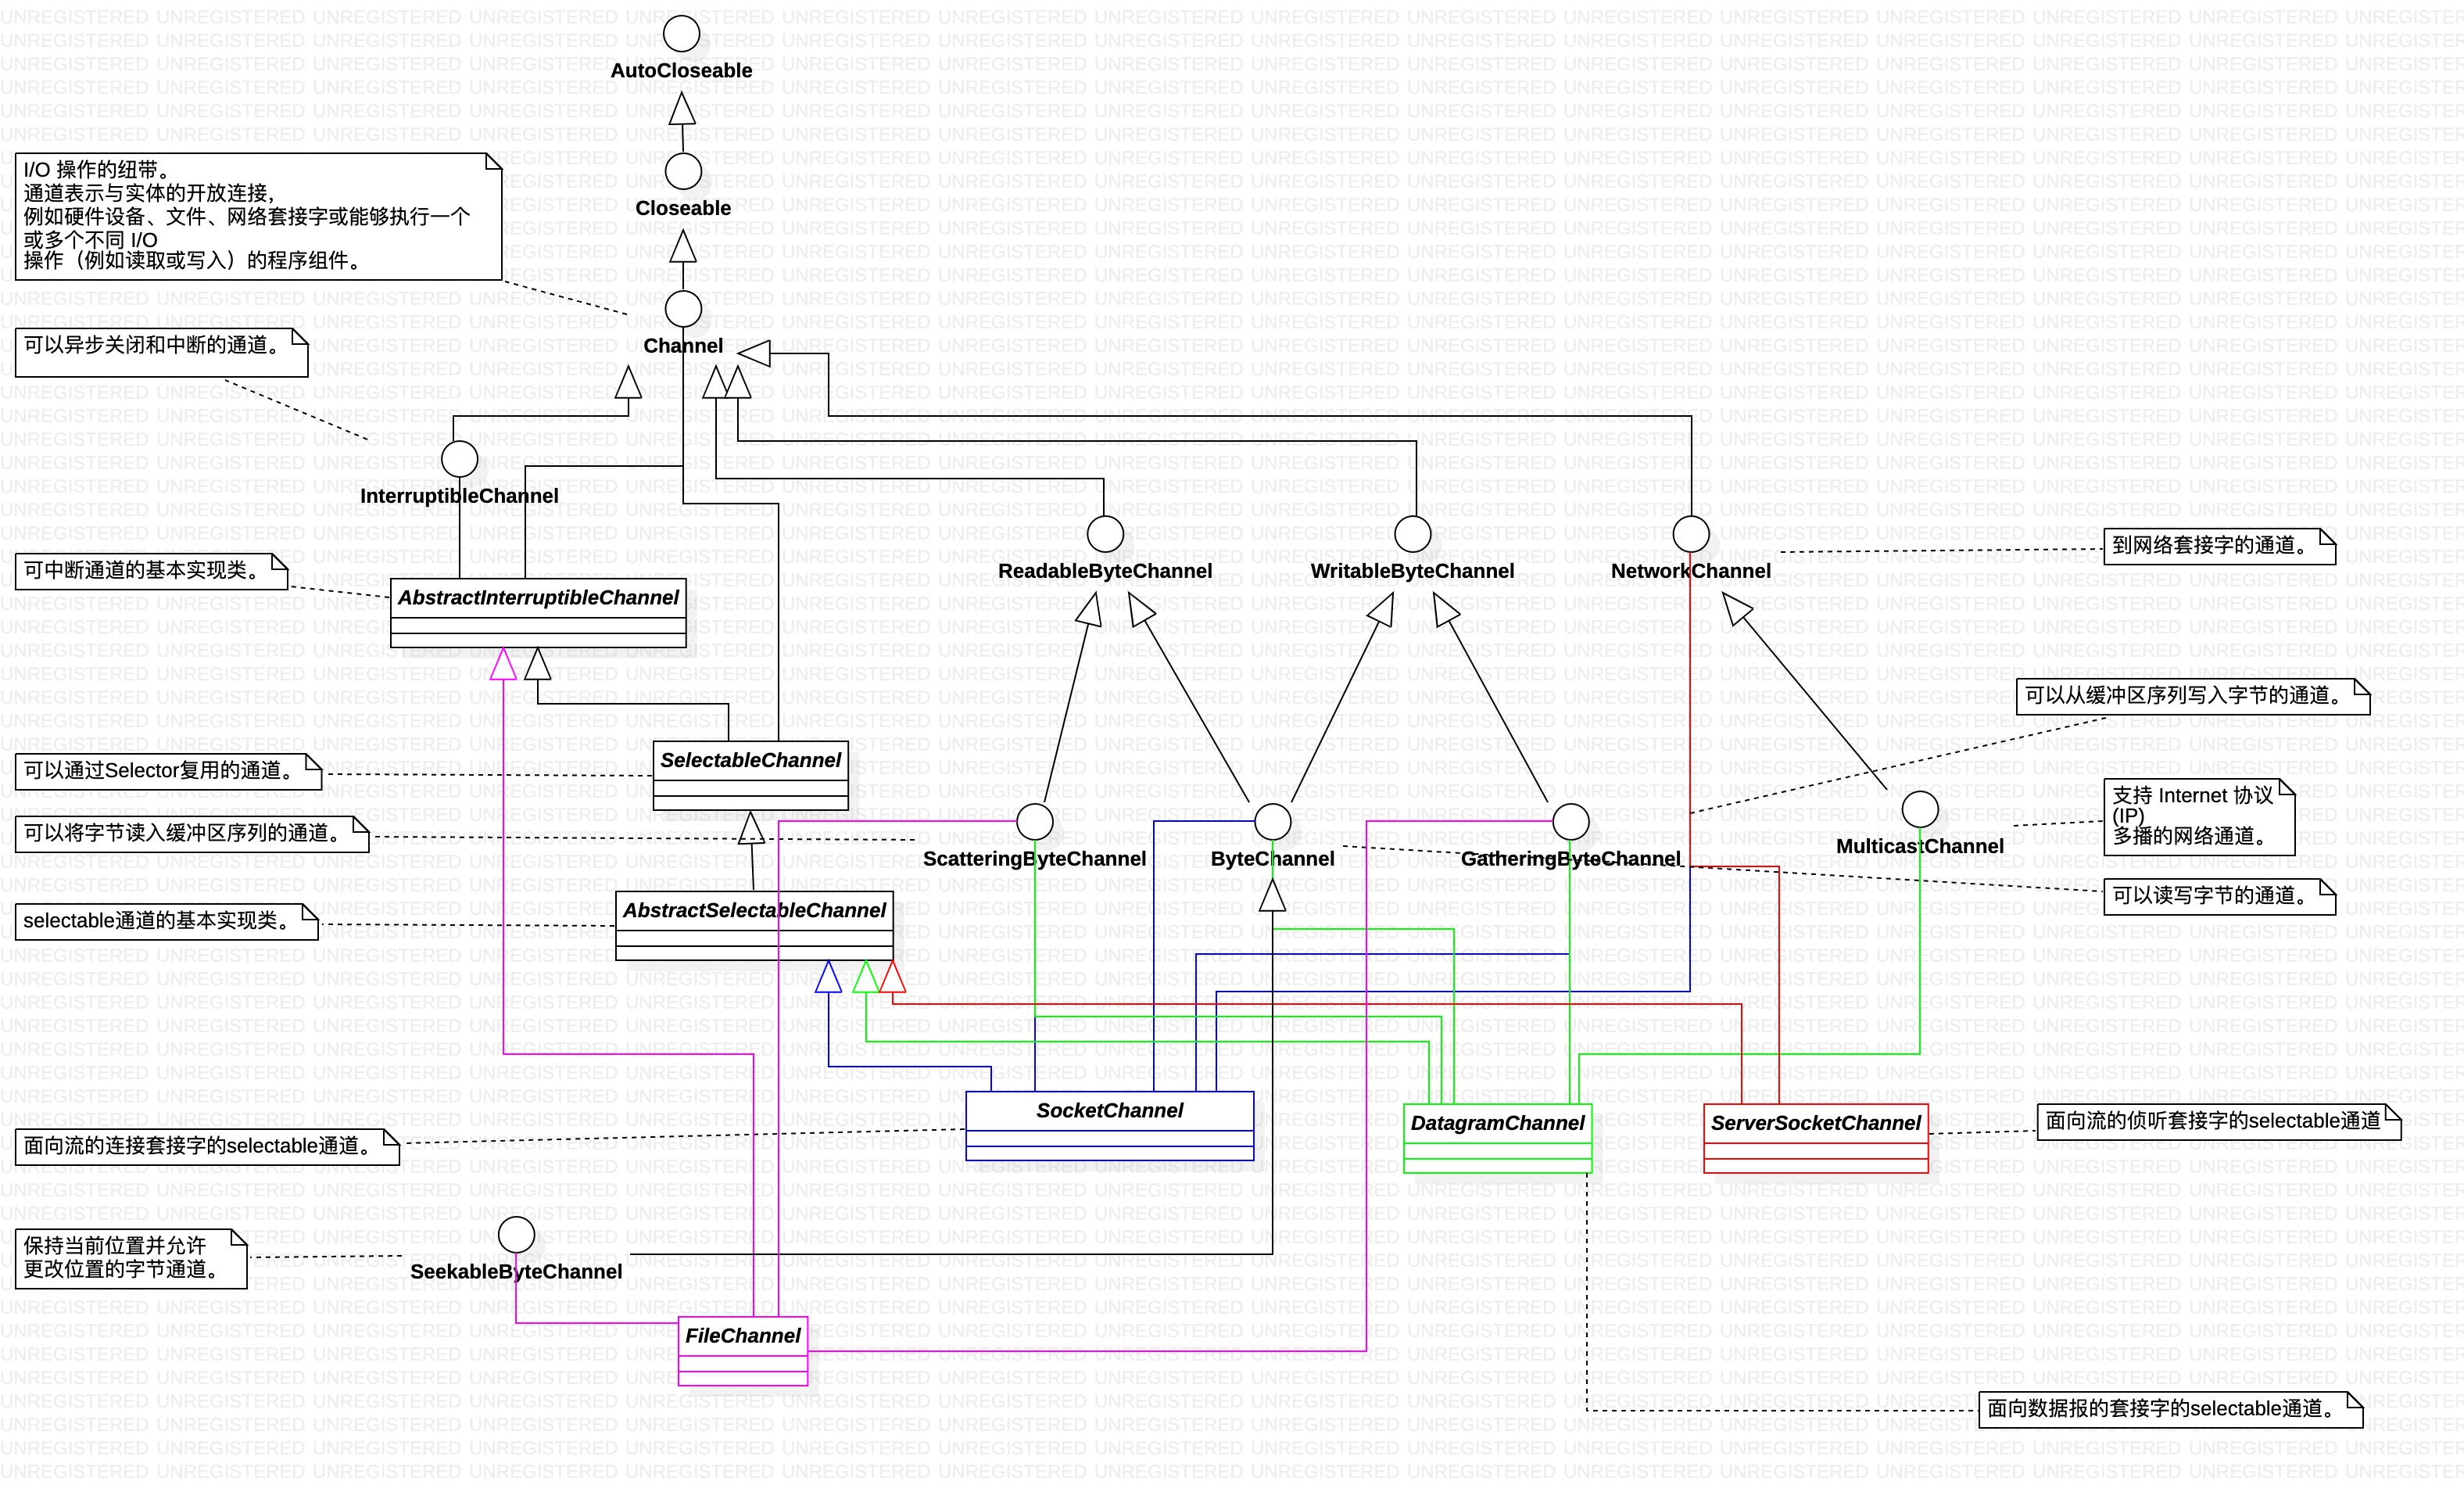 AutoCloseable
I/O 操作的纽带。
通道表示与实体的开放连接,
例如硬件设备、文件、网络套接字或能够执行一个
或多个不同 I/O
操作（例如读取或写入）的程序组件。
Closeable
Channel
可以异步关闭和中断的通道。
InterruptibleChannel
ReadableByteChannel
WritableByteChannel
NetworkChannel
到网络套接字的通道。
可中断通道的基本实现类。
AbstractInterruptibleChannel
可以从缓冲区序列写入字节的通道。
可以通过Selector复用的通道。
SelectableChannel
支持 Internet 协议
(IP)
多播的网络通道。
可以将字节读入缓冲区序列的通道。
ScatteringByteChannel
ByteChannel
GatheringByteChannel
MulticastChannel
可以读写字节的通道。
selectable通道的基本实现类。
AbstractSelectableChannel
SocketChannel
DatagramChannel
ServerSocketChannel
面向流的侦听套接字的selectable通道
面向流的连接套接字的selectable通道。
保持当前位置并允许
更改位置的字节通道。
SeekableByteChannel
FileChannel
面向数据报的套接字的selectable通道。
UNREGISTERED